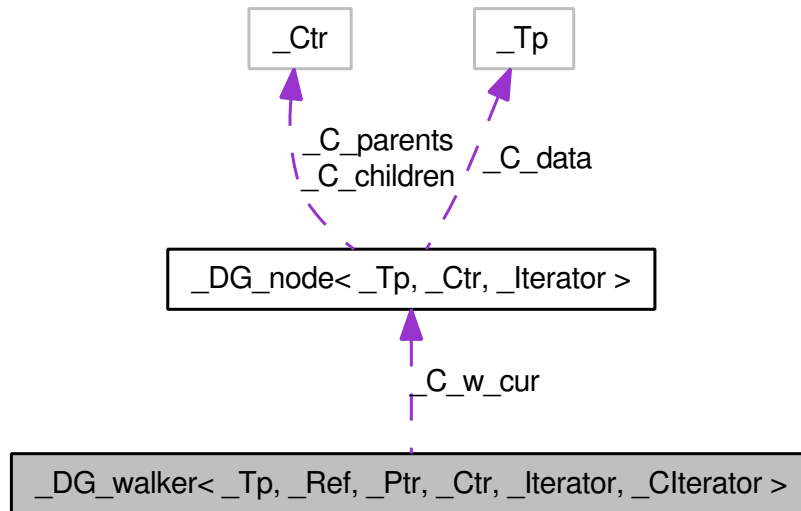 _Ctr
_Tp
_C_parents
_C_children
_C_data
_DG_node< _Tp, _Ctr, _Iterator >
_C_w_cur
_DG_walker< _Tp, _Ref, _Ptr, _Ctr, _Iterator, _CIterator >